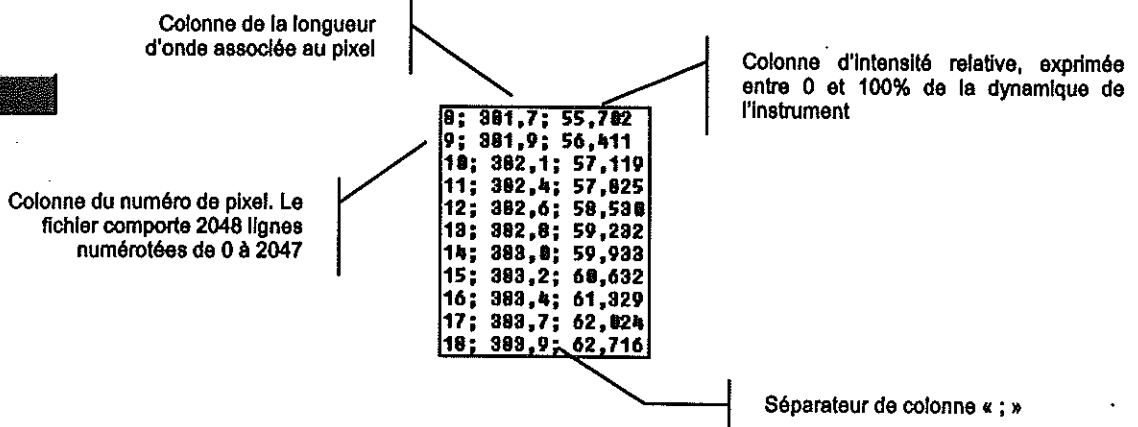 Colonne de la longueur
d'onde associée au pixel
Colonne d'intensité relative, exprimée
entre 0 et 100% de la dynamique de
l'instrument
8; 381,7; 55,702
9; 381,9; 56,411
10; 382,1; 57,119
11; 382,4; 57,825
12; 382,6; 58,530
13; 382,8; 59,232
14; 383,0; 59,933
15; 383,2; 60,632
16; 383,4; 61,329
17; 383,7; 62,024
18; 383,9; 62,716
Colonne du numéro de pixel. Le
fichier comporte 2048 lignes
numérotées de 0 à 2047
Séparateur de colonne « ; »